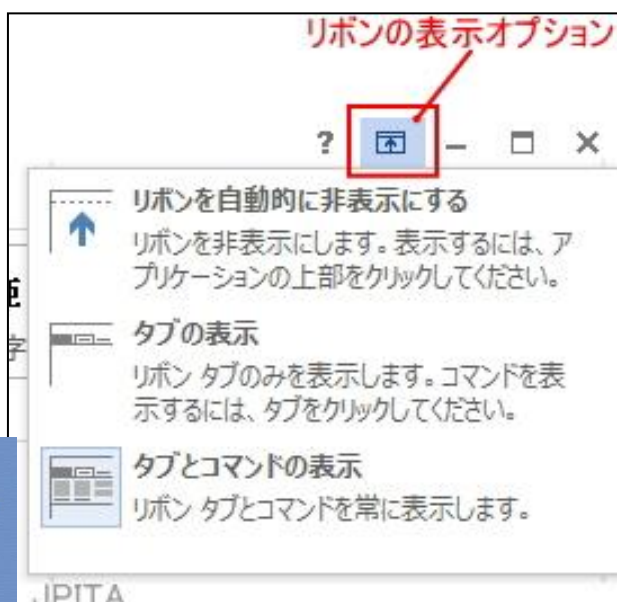 リボンの表示オプション
?
リボンを自動的に非表示にする
リボンを非表示にします。表示するには、ア
プリケーションの上部をクリックしてください。
タブの表示
リボン タブのみを表示します。コマンドを表
示するには、タブをクリックしてください。
字
タブとコマンドの表示
リボン タブとコマンドを常に表示します。
JPITA